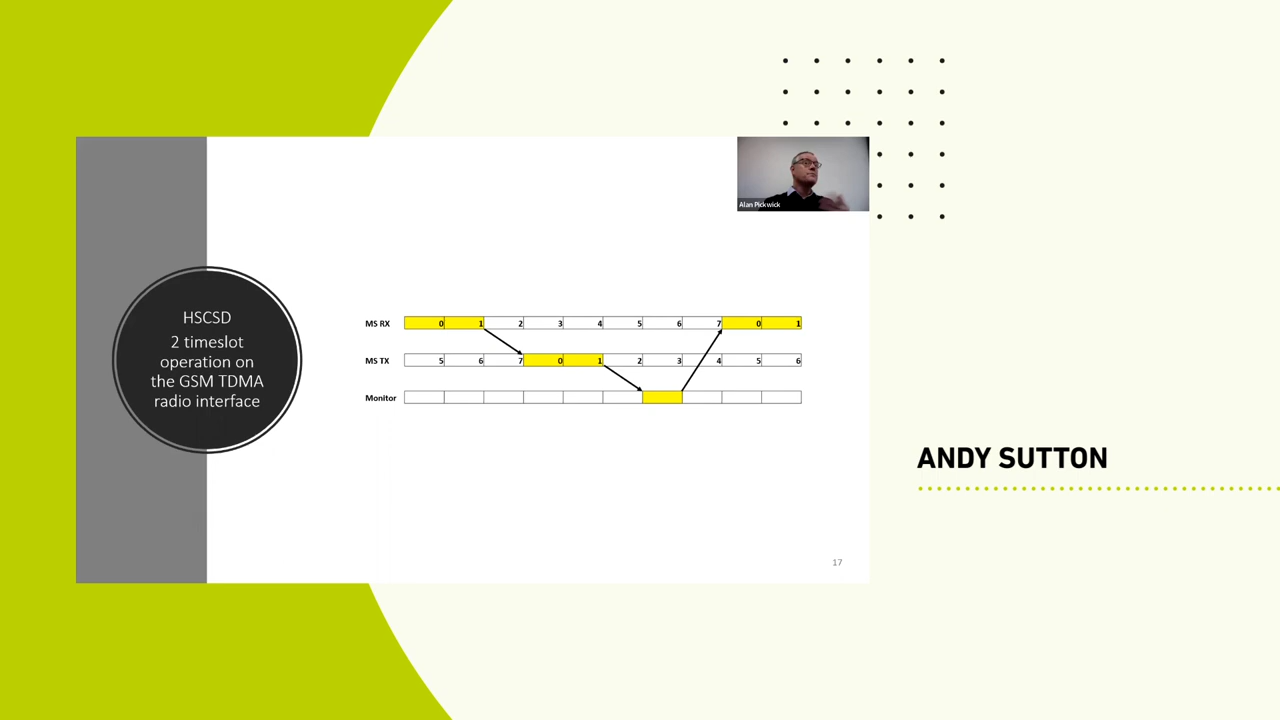 Alan Pickwick
HSCSD
2 timeslot
operation on
the GSM TDMA
radio interface
MS RX 0 1 2 3 4 5 6 7 0 1
MS TX 5 6 7 0 1 2 3 4 5 6
Monitor
ANDY SUTTON
17